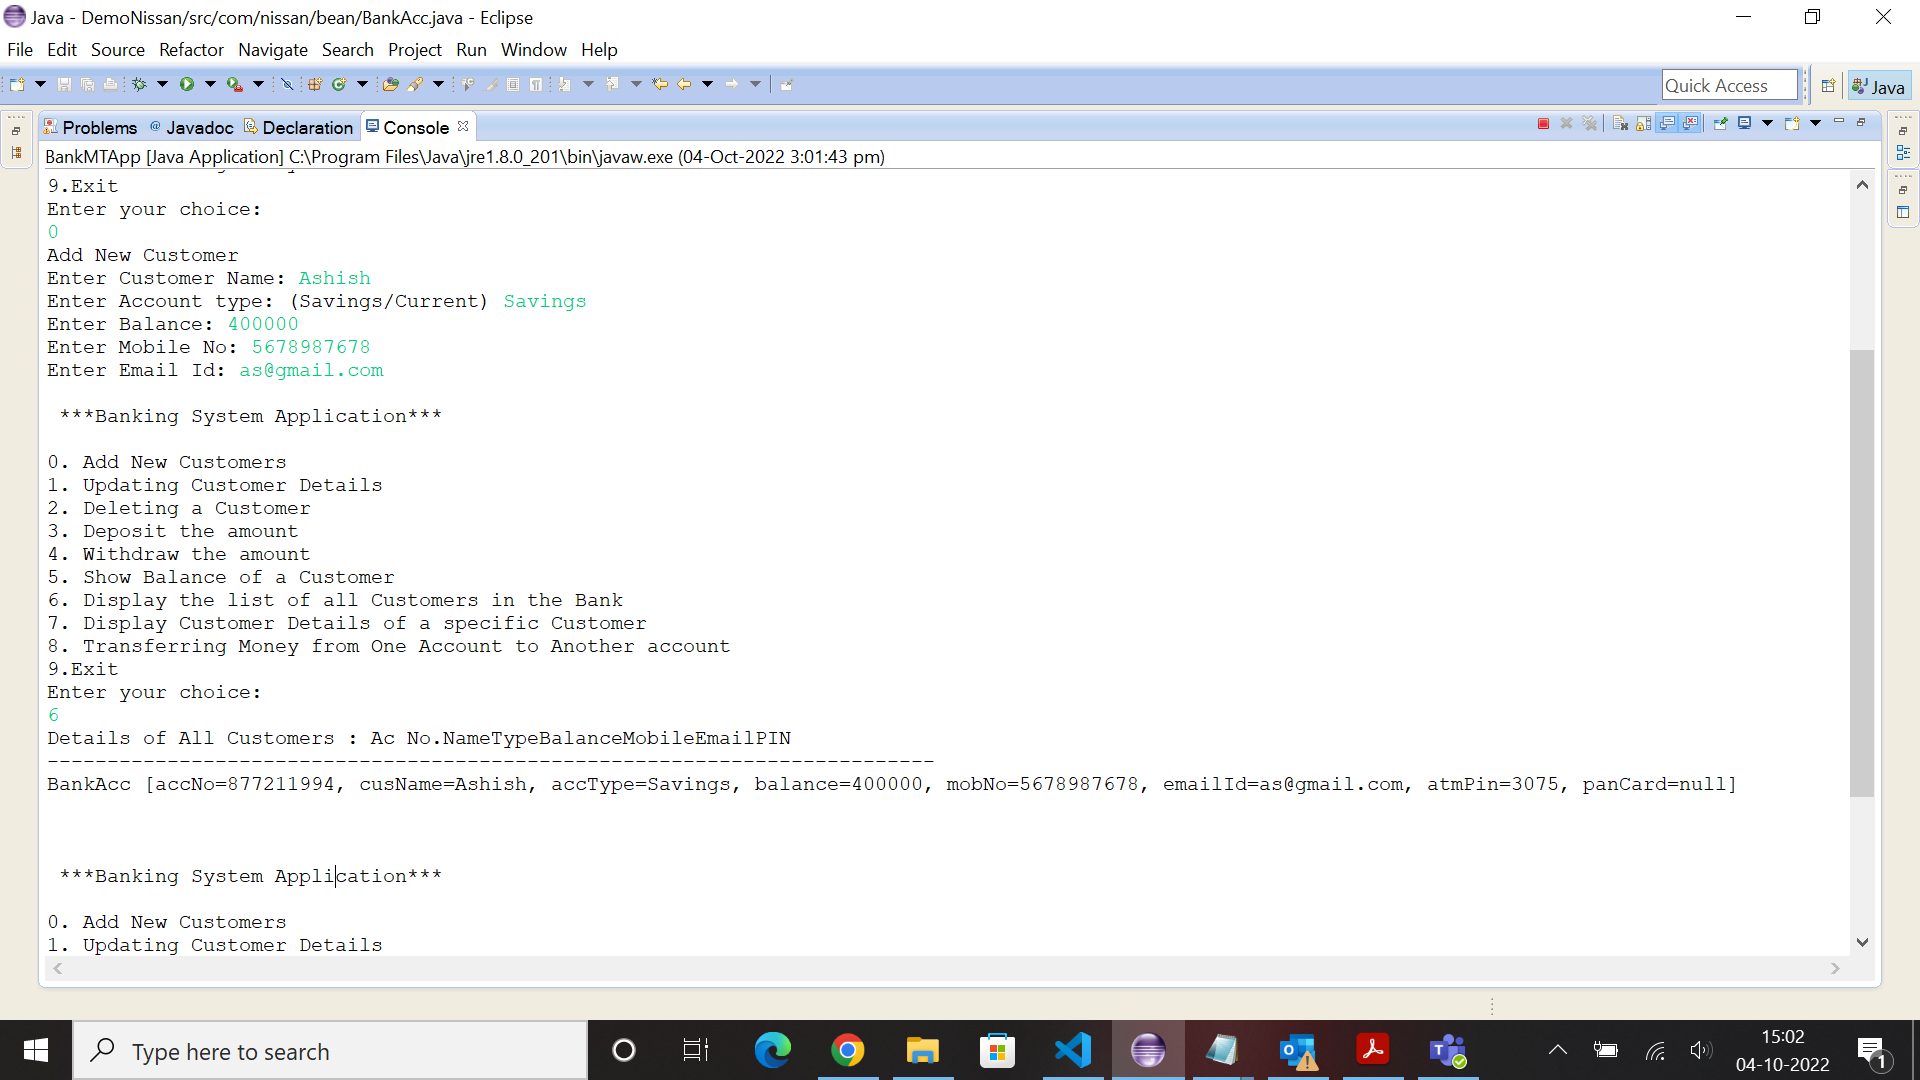 Java - DemoNissan/src/com/nissan/bean/BankAcc.java - Eclipse
File Edit Source Refactor Navigate Search Project Run Window Help
Quick Access
Java
Problems @ Javadoc Declaration Console
BankMTApp [Java Application] C:\Program Files\Java\jre1.8.0_201\bin\javaw.exe (04-Oct-2022 3:01:43 pm)
9.Exit
Enter your choice:
0
Add New Customer
Enter Customer Name: Ashish
Enter Account type: (Savings/Current) Savings
Enter Balance: 400000
Enter Mobile No: 5678987678
Enter Email Id: as@gmail.com
***Banking System Application***
0. Add New Customers
1. Updating Customer Details
2. Deleting a Customer
3. Deposit the amount
4. Withdraw the amount
5. Show Balance of a Customer
6. Display the list of all Customers in the Bank
7. Display Customer Details of a specific Customer
8. Transferring Money from One Account to Another account
9.Exit
Enter your choice:
6
Details of All Customers : Ac No.NameTypeBalanceMobileEmailPIN
--------------------------------------------------------------------------
BankAcc [accNo=877211994, cusName=Ashish, accType=Savings, balance=400000, mobNo=5678987678, emailId=as@gmail.com, atmPin=3075, panCard=null]
***Banking System Application***
0. Add New Customers
1. Updating Customer Details
Type here to search
15:02
04-10-2022
1